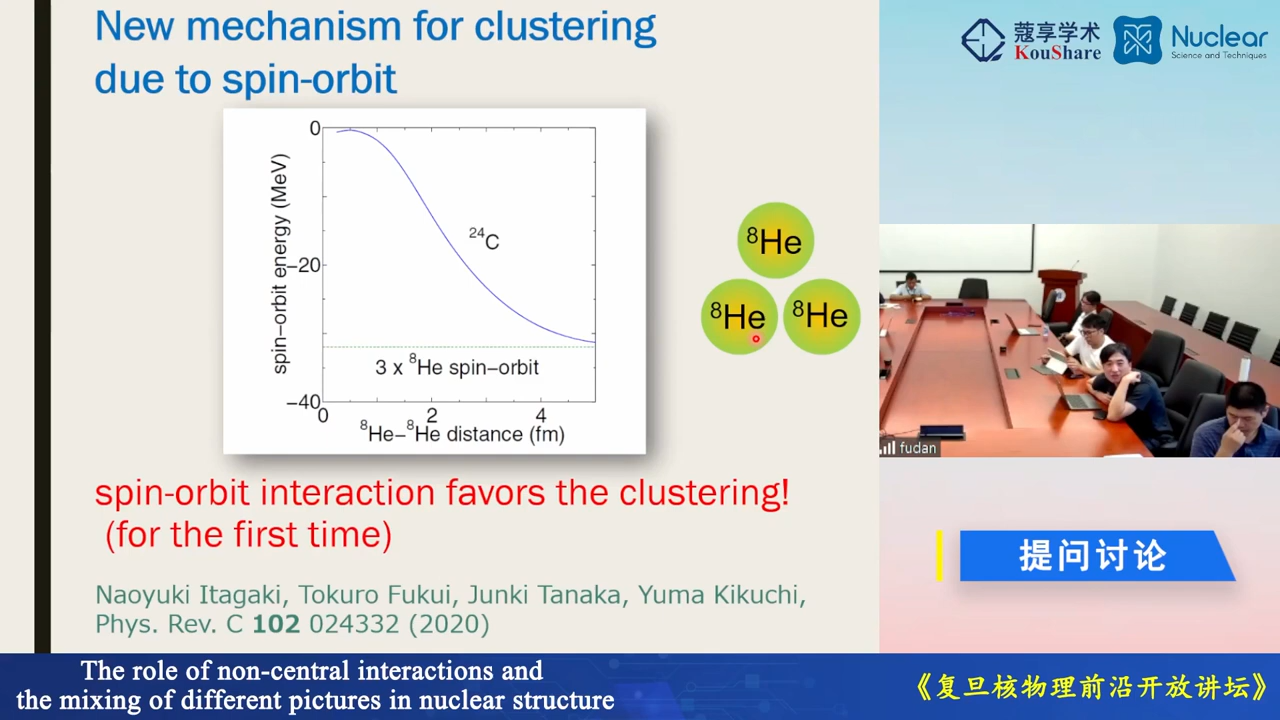 New mechanism for clustering
due to spin-orbit
蔻享学术
KouShare
Nuclear
Science and Techniques
0
−20
−40
spin−orbit energy (MeV)
²⁴C
3 x ⁸He spin−orbit
0
2
4
⁸He−⁸He distance (fm)
⁸He
⁸He
⁸He
spin-orbit interaction favors the clustering!
(for the first time)
Naoyuki Itagaki, Tokuro Fukui, Junki Tanaka, Yuma Kikuchi,
Phys. Rev. C 102 024332 (2020)
fudan
提问讨论
The role of non-central interactions and
the mixing of different pictures in nuclear structure
《复旦核物理前沿开放讲坛》